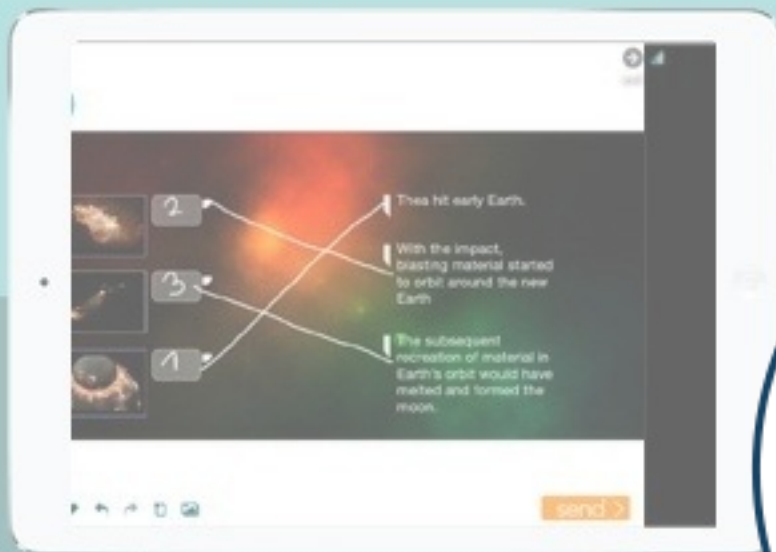 2
Thea hit early Earth.
With the impact,
blasting material started
to orbit around the new
Earth
3
The subsequent
recreation of material in
Earth's orbit would have
melted and formed the
moon.
1
send >